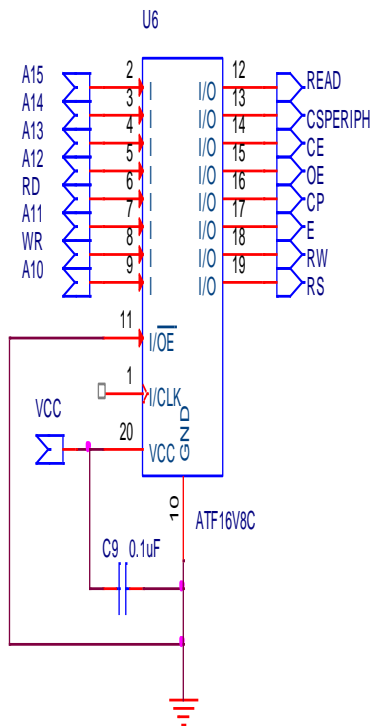 U6
A15 2 I I/O 12 READ
A14 3 I/O 13 CSPERIPH
A13 4 I/O 14 CE
A12 5 I/O 15 OE
RD 6 I/O 16 CP
A11 7 I/O 17 E
WR 8 I/O 18 RW
A10 9 I I/O 19 RS
11 I/OE
1 I/CLK
VCC 20 VCC
GND
10
ATF16V8C
C9 0.1uF